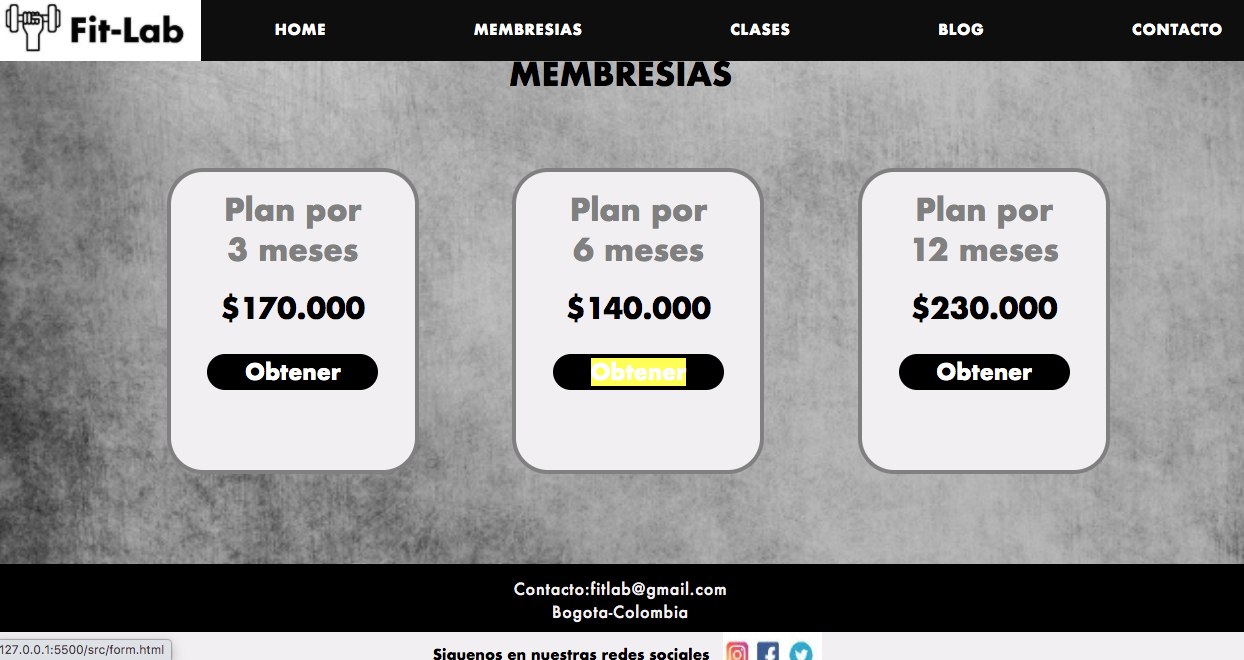 Fit-Lab
HOME MEMBRESIAS CLASES BLOG CONTACTO
MEMBRESIAS
Plan por
3 meses
$170.000
Obtener
Plan por
6 meses
$140.000
Obtener
Plan por
12 meses
$230.000
Obtener
Contacto:fitlab@gmail.com
Bogota-Colombia
Siguenos en nuestras redes sociales
127.0.0.1:5500/src/form.html